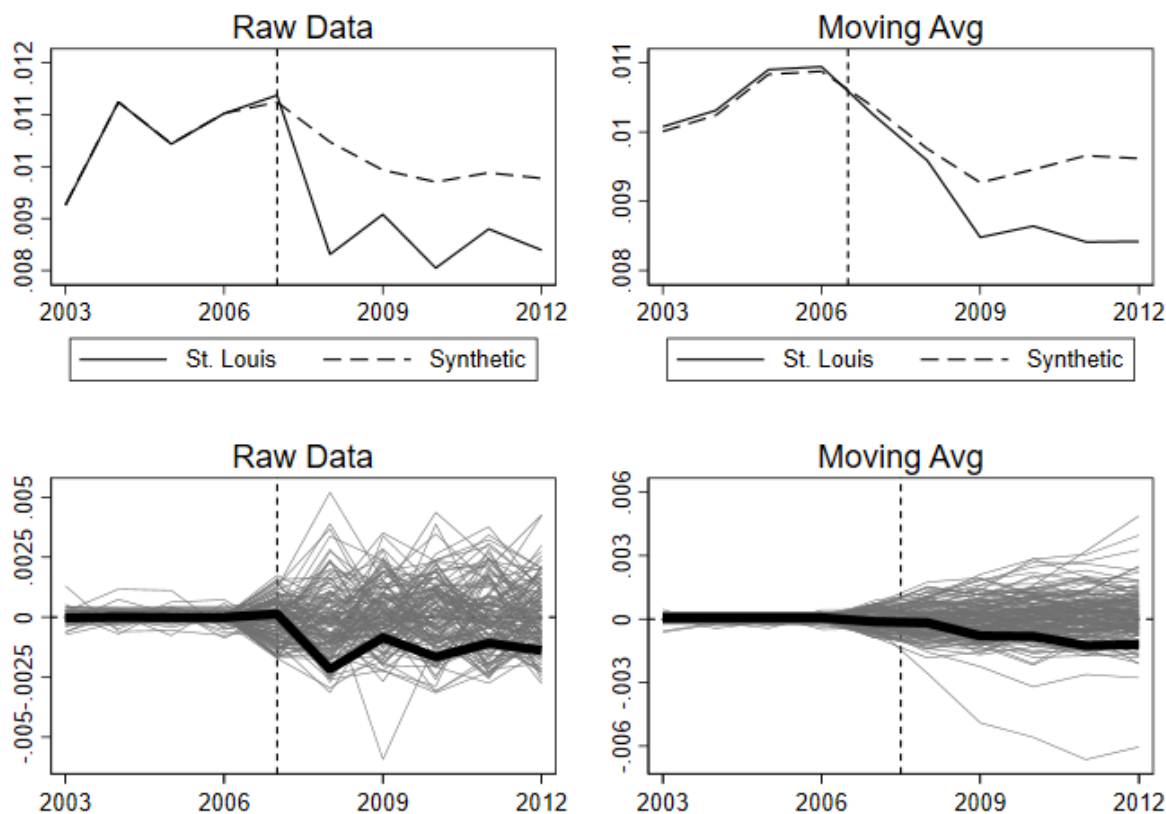 Raw Data
.012
.011
.01
.009
.008
2003 2006 2009 2012
St. Louis Synthetic
Moving Avg
.011
.01
.009
.008
2003 2006 2009 2012
St. Louis Synthetic
Raw Data
.005
.0025
0
-.0025
-.005
2003 2006 2009 2012
Moving Avg
.006
.003
0
-.003
-.006
2003 2006 2009 2012